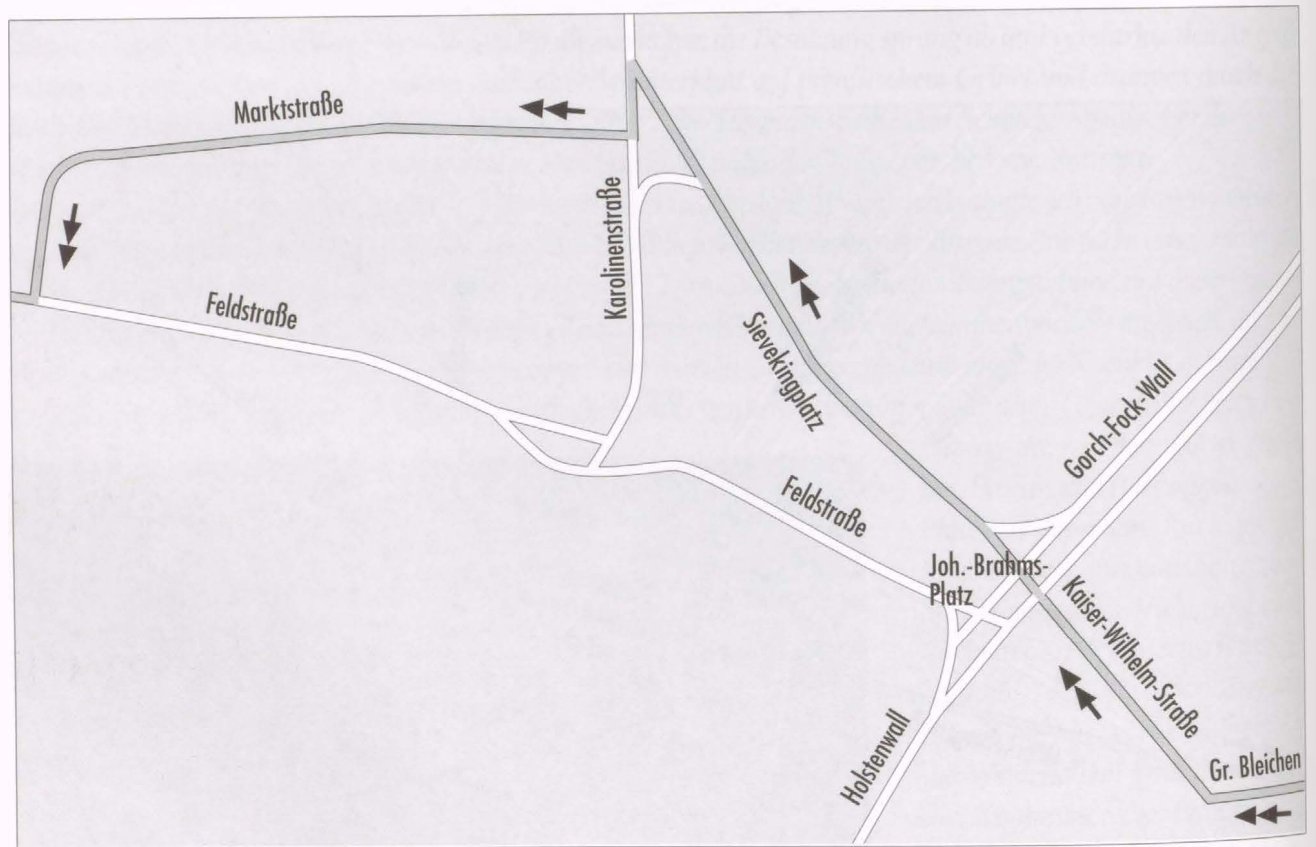 Marktstraße
Karolinenstraße
Feldstraße
Sievekingplatz
Gorch-Fock-Wall
Feldstraße
Joh.-Brahms-
Platz
Kaiser-Wilhelm-Straße
Holstenwall
Gr. Bleichen